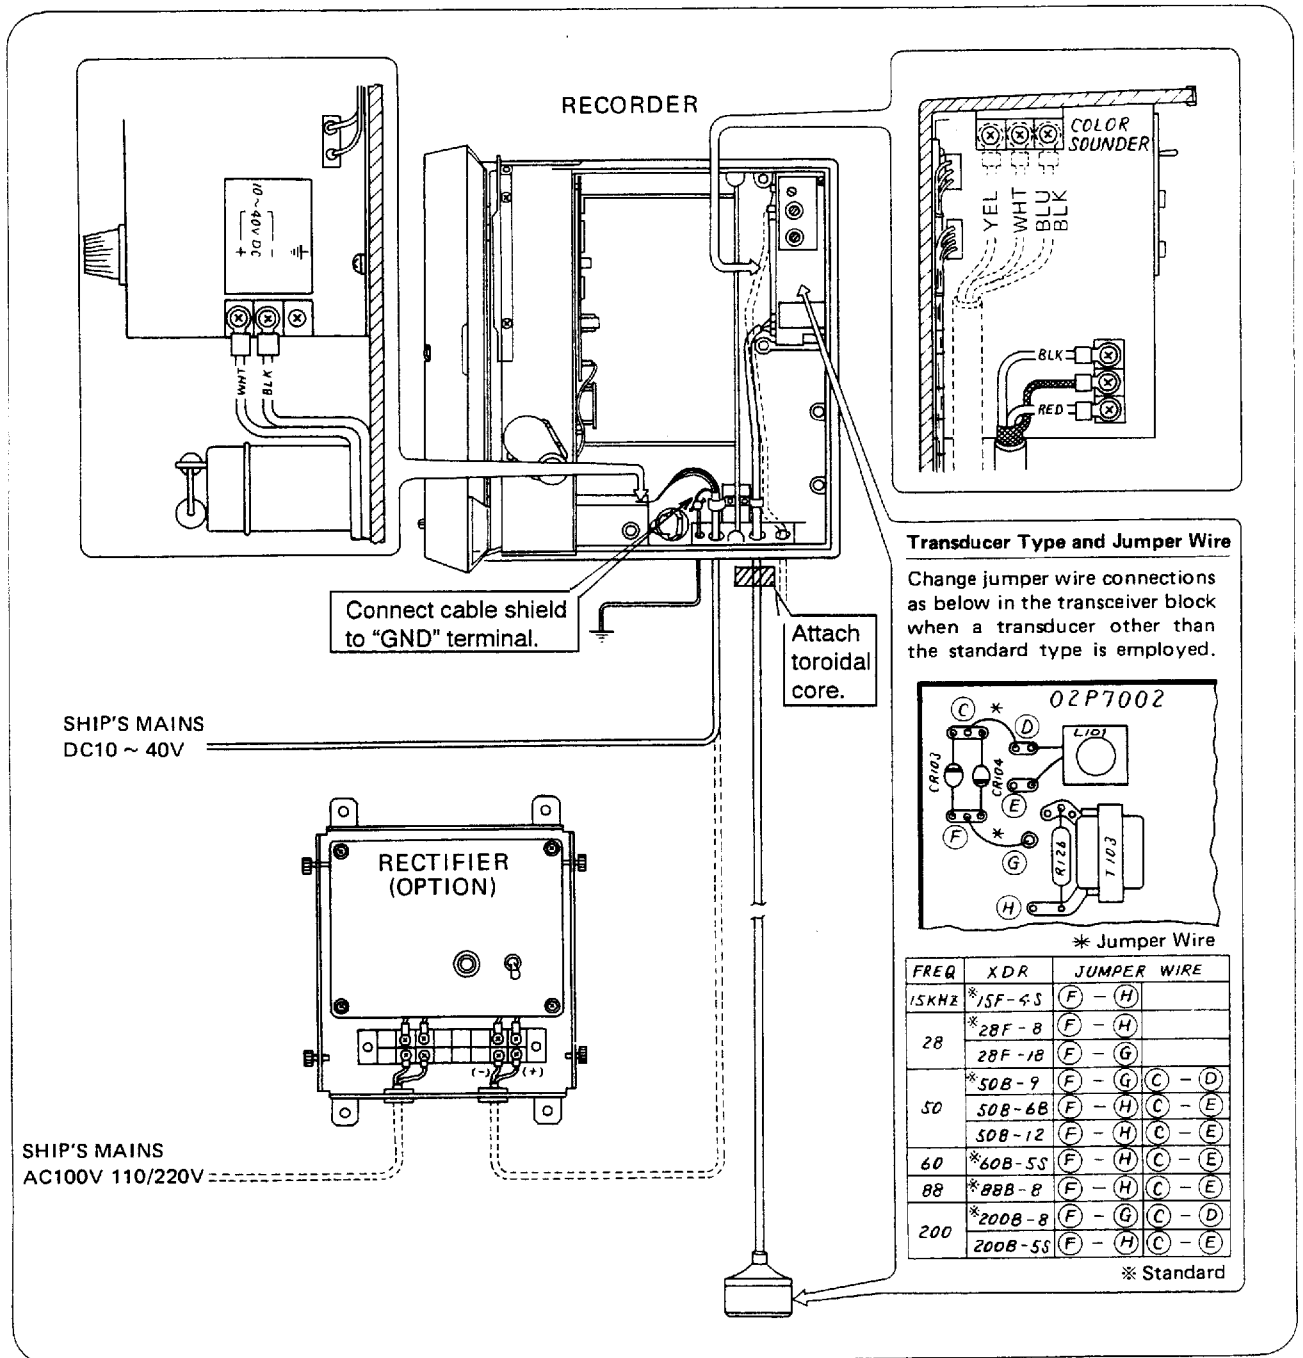 RECORDER
10~40V DC
+ −
WHT
BLK
COLOR
SOUNDER
YEL
WHT
BLU
BLK
BLK
RED
Connect cable shield
to “GND” terminal.
Attach
toroidal
core.
SHIP'S MAINS
DC10 ~ 40V
RECTIFIER
(OPTION)
(-) (+)
SHIP'S MAINS
AC100V 110/220V
Transducer Type and Jumper Wire
Change jumper wire connections
as below in the transceiver block
when a transducer other than
the standard type is employed.
02P7002
C * D
L101
CR103
CR104
E
F * G
R126
T103
H
* Jumper Wire
FREQ XDR JUMPER WIRE
15KHZ ※15F-4S F - H
28 ※28F-8 F - H
28F-18 F - G
50 ※50B-9 F - G C - D
50B-6B F - H C - E
50B-12 F - H C - E
60 ※60B-5S F - H C - E
88 ※88B-8 F - H C - E
200 ※200B-8 F - G C - D
200B-5S F - H C - E
※ Standard